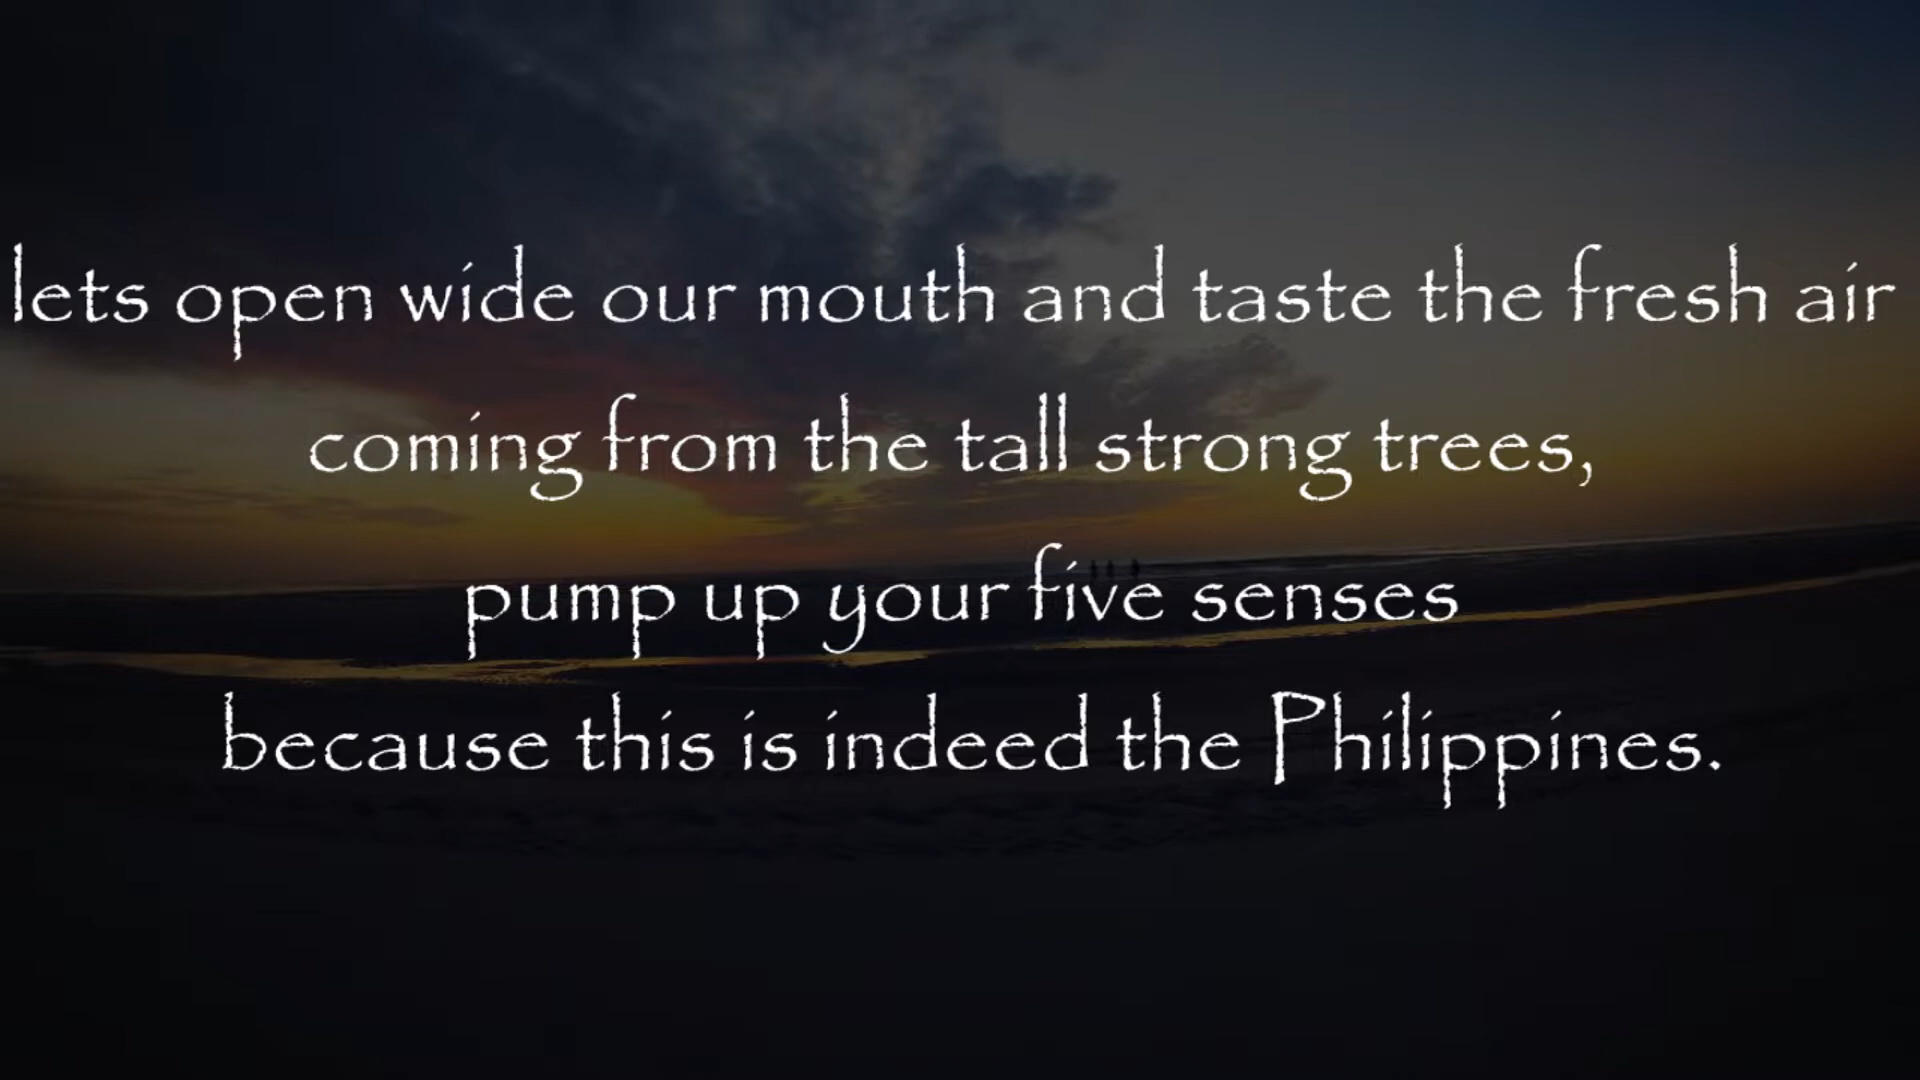 lets open wide our mouth and taste the fresh air
coming from the tall strong trees,
pump up your five senses
because this is indeed the Philippines.